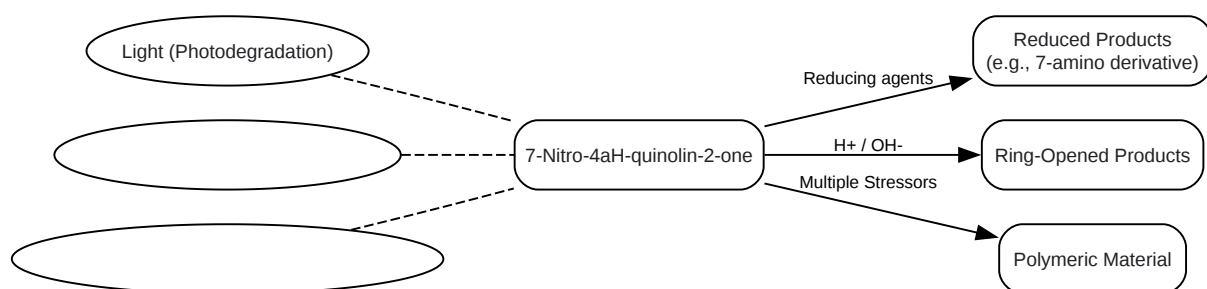 Light (Photodegradation)
7-Nitro-4aH-quinolin-2-one
Reducing agents
H+ / OH-
Multiple Stressors
Reduced Products
(e.g., 7-amino derivative)
Ring-Opened Products
Polymeric Material